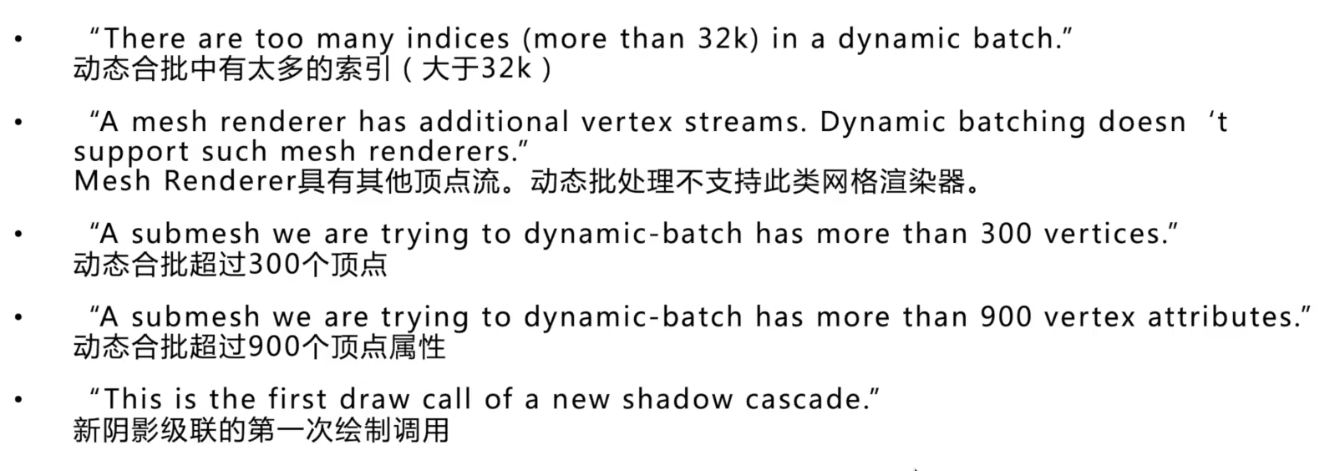 • “There are too many indices (more than 32k) in a dynamic batch.”
动态合批中有太多的索引（大于32k）
• “A mesh renderer has additional vertex streams. Dynamic batching doesn‘t
support such mesh renderers.”
Mesh Renderer具有其他顶点流。动态批处理不支持此类网格渲染器。
• “A submesh we are trying to dynamic-batch has more than 300 vertices.”
动态合批超过300个顶点
• “A submesh we are trying to dynamic-batch has more than 900 vertex attributes.”
动态合批超过900个顶点属性
• “This is the first draw call of a new shadow cascade.”
新阴影级联的第一次绘制调用